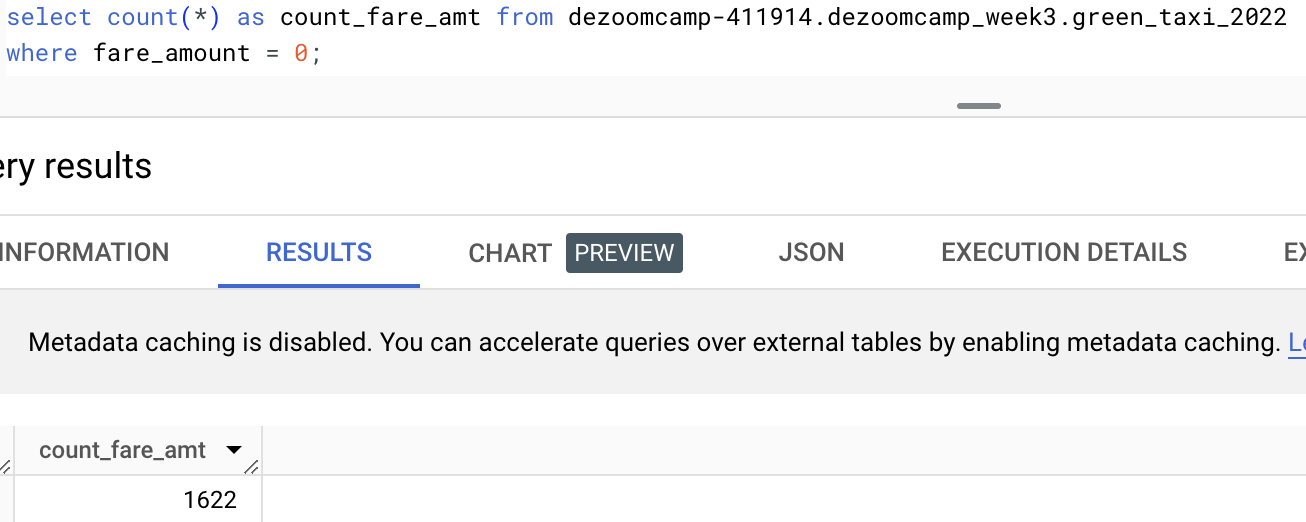 select count(*) as count_fare_amt from dezoomcamp-411914.dezoomcamp_week3.green_taxi_2022
where fare_amount = 0;
ery results
INFORMATION RESULTS CHART PREVIEW JSON EXECUTION DETAILS EX
Metadata caching is disabled. You can accelerate queries over external tables by enabling metadata caching. Le
count_fare_amt
1622